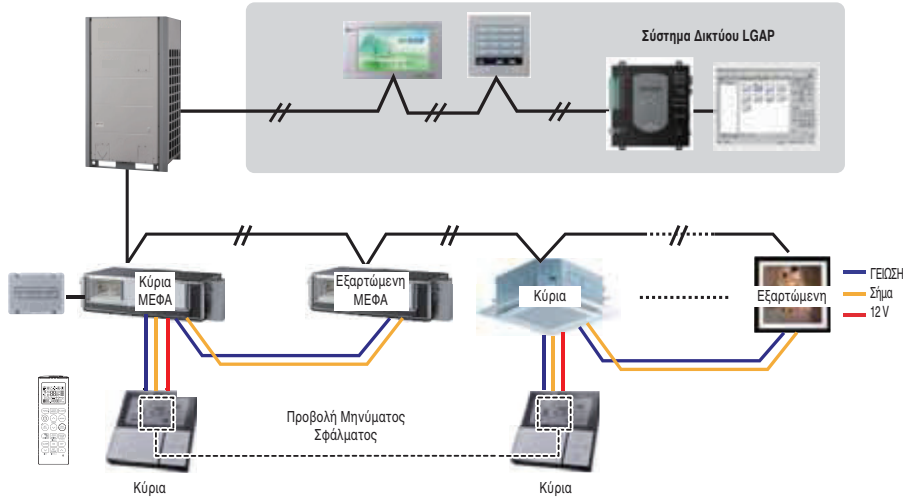 Σύστημα Δικτύου LGAP
Κύρια
ΜΕΦΑ
Εξαρτώμενη
ΜΕΦΑ
Κύρια
Εξαρτώμενη
ΓΕΙΩΣΗ
Σήμα
12 V
Προβολή Μηνύματος
Σφάλματος
Κύρια
Κύρια